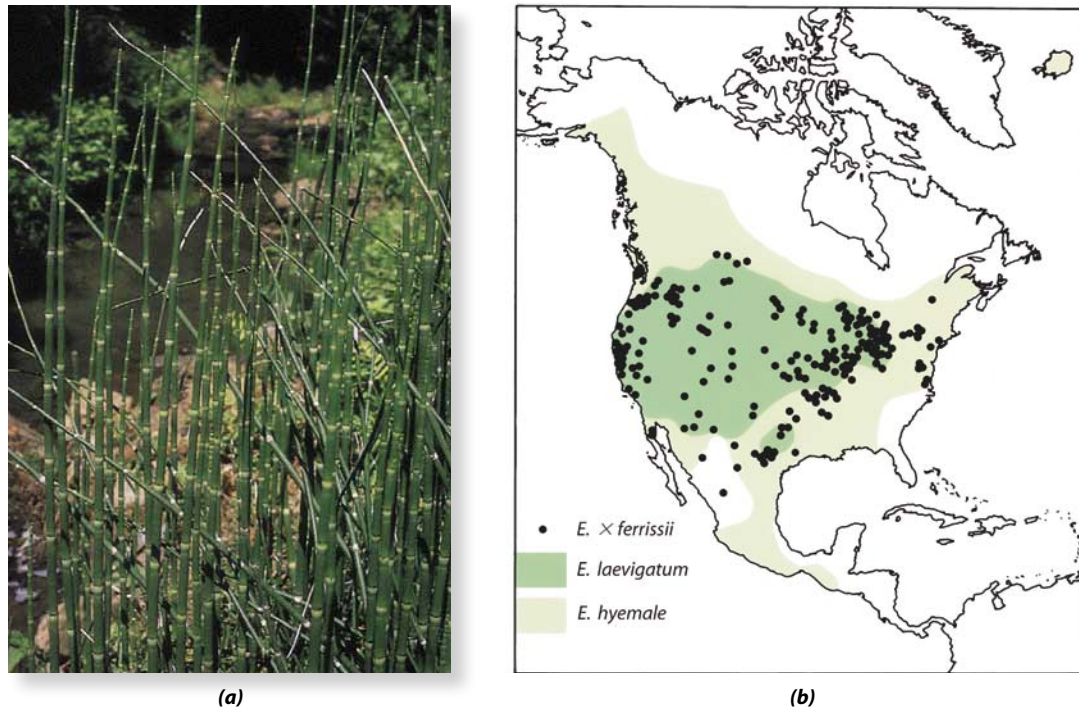 E. × ferrissii
E. laevigatum
E. hyemale
(a)
(b)